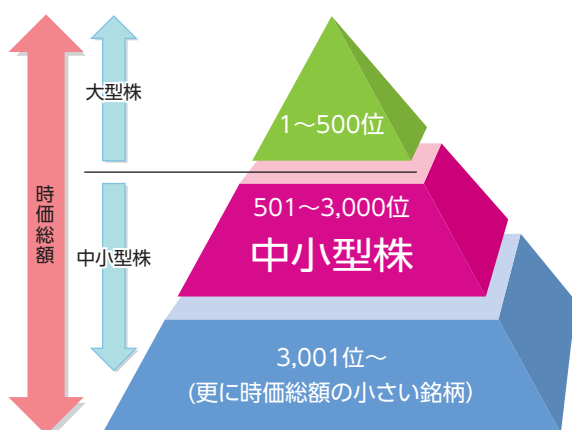 時価総額
大型株
中小型株
1〜500位
501〜3,000位
中小型株
3,001位〜
(更に時価総額の小さい銘柄)